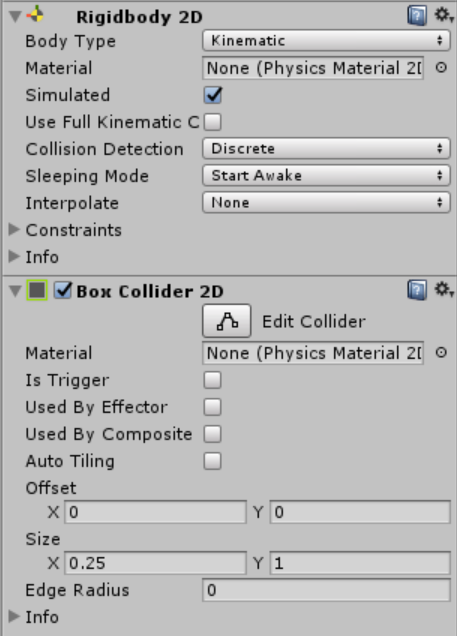 Rigidbody 2D
Body Type Kinematic
Material None (Physics Material 2D
Simulated
Use Full Kinematic C
Collision Detection Discrete
Sleeping Mode Start Awake
Interpolate None
Constraints
Info
Box Collider 2D
Edit Collider
Material None (Physics Material 2D
Is Trigger
Used By Effector
Used By Composite
Auto Tiling
Offset
X 0 Y 0
Size
X 0.25 Y 1
Edge Radius 0
Info